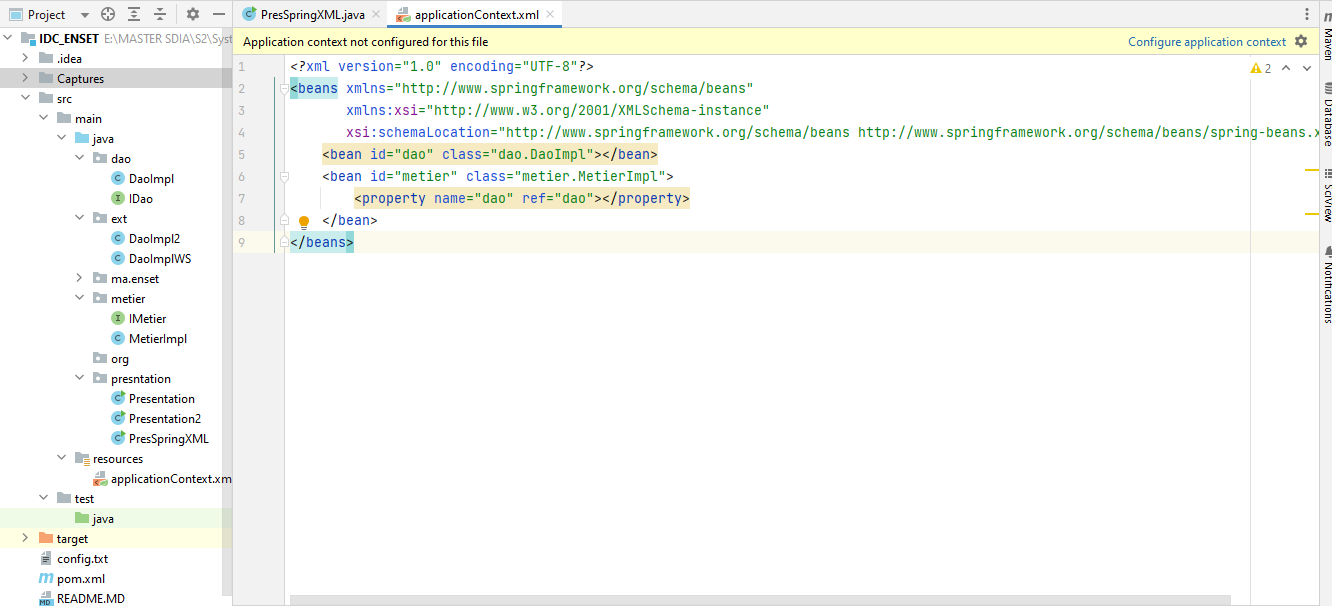 Project
PresSpringXML.java
applicationContext.xml
IDC_ENSET E:\MASTER SDIA\S2\Syst
Application context not configured for this file
Configure application context
.idea
Captures
src
main
java
dao
DaoImpl
IDao
ext
DaoImpl2
DaoImplWS
ma.enset
metier
IMetier
MetierImpl
org
presntation
Presentation
Presentation2
PresSpringXML
resources
applicationContext.xm
test
java
target
config.txt
pom.xml
README.MD
1 <?xml version="1.0" encoding="UTF-8"?>
2 <beans xmlns="http://www.springframework.org/schema/beans"
3 xmlns:xsi="http://www.w3.org/2001/XMLSchema-instance"
4 xsi:schemaLocation="http://www.springframework.org/schema/beans http://www.springframework.org/schema/beans/spring-beans.x
5 <bean id="dao" class="dao.DaoImpl"></bean>
6 <bean id="metier" class="metier.MetierImpl">
7 <property name="dao" ref="dao"></property>
8 </bean>
9 </beans>
2
Maven
Database
SciView
Notifications